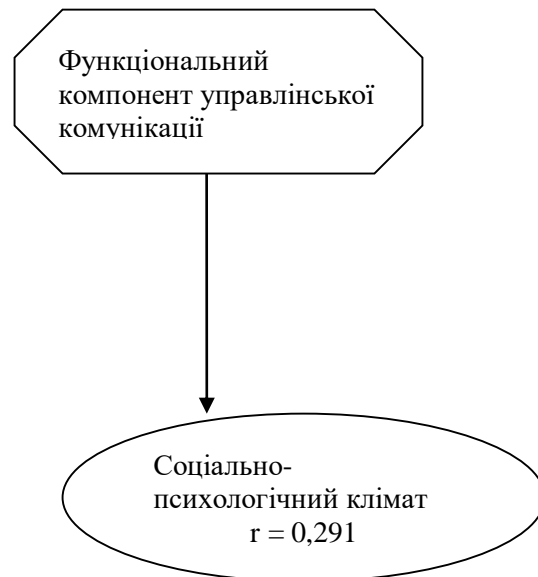 Функціональний
компонент управлінської
комунікації
Соціально-
психологічний клімат
r = 0,291